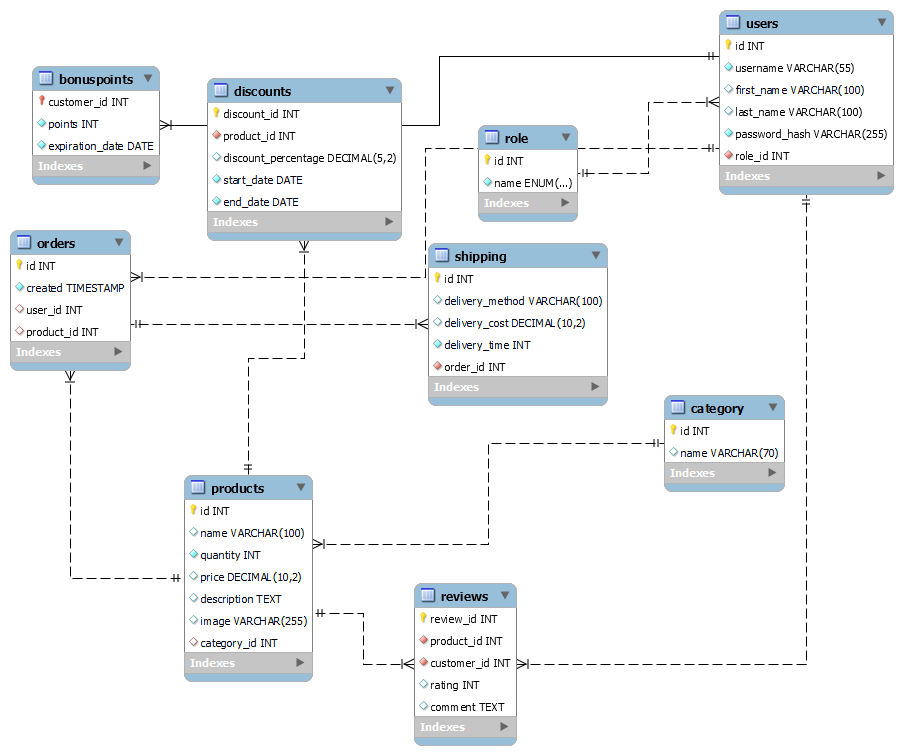 users
id INT
username VARCHAR(55)
first_name VARCHAR(100)
last_name VARCHAR(100)
password_hash VARCHAR(255)
role_id INT
Indexes
bonuspoints
customer_id INT
points INT
expiration_date DATE
Indexes
discounts
discount_id INT
product_id INT
discount_percentage DECIMAL(5,2)
start_date DATE
end_date DATE
Indexes
role
id INT
name ENUM(...)
Indexes
orders
id INT
created TIMESTAMP
user_id INT
product_id INT
Indexes
shipping
id INT
delivery_method VARCHAR(100)
delivery_cost DECIMAL(10,2)
delivery_time INT
order_id INT
Indexes
category
id INT
name VARCHAR(70)
Indexes
products
id INT
name VARCHAR(100)
quantity INT
price DECIMAL(10,2)
description TEXT
image VARCHAR(255)
category_id INT
Indexes
reviews
review_id INT
product_id INT
customer_id INT
rating INT
comment TEXT
Indexes